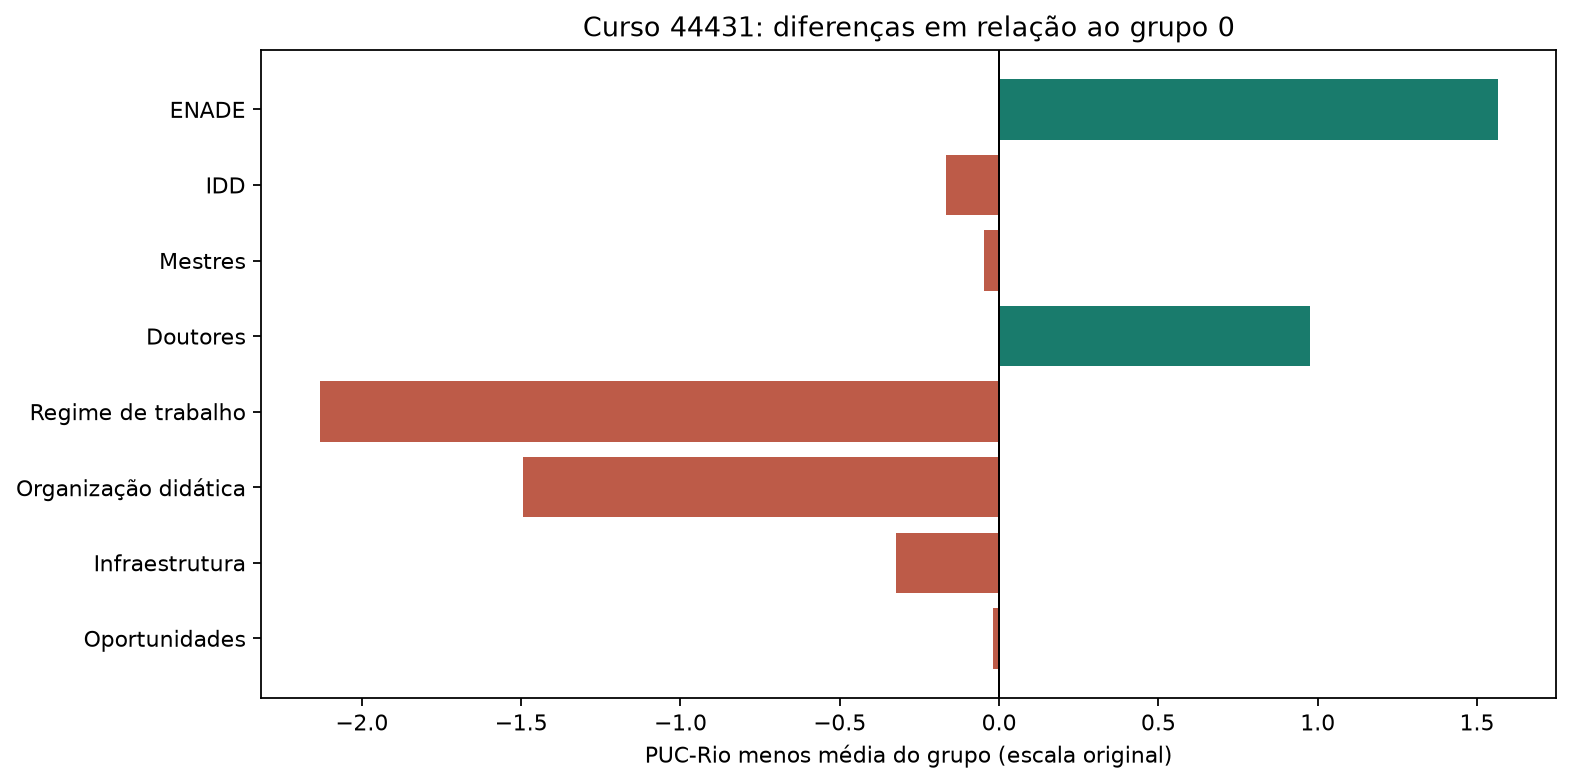 Curso 44431: diferenças em relação ao grupo 0
ENADE
IDD
Mestres
Doutores
Regime de trabalho
Organização didática
Infraestrutura
Oportunidades
−2.0 −1.5 −1.0 −0.5 0.0 0.5 1.0 1.5
PUC-Rio menos média do grupo (escala original)